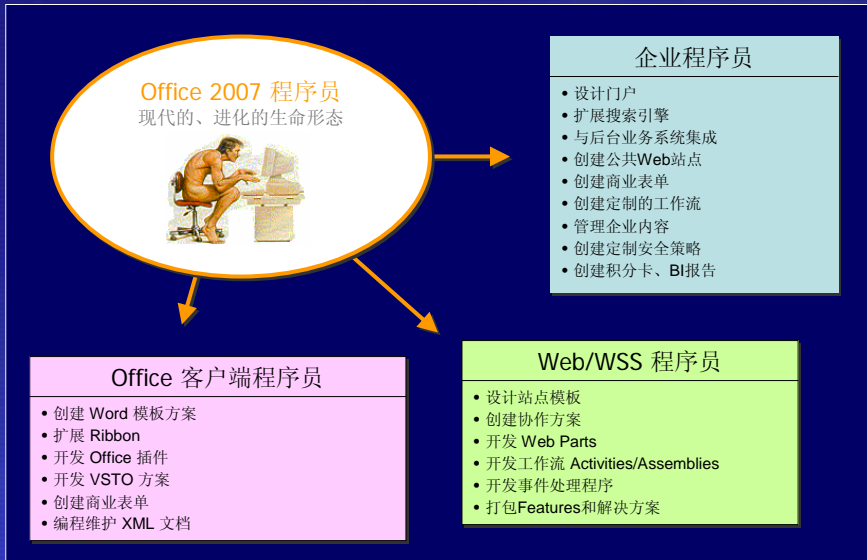 Office 2007 程序员
现代的、进化的生命形态
企业程序员
• 设计门户
• 扩展搜索引擎
• 与后台业务系统集成
• 创建公共Web站点
• 创建商业表单
• 创建定制的工作流
• 管理企业内容
• 创建定制安全策略
• 创建积分卡、BI报告
Office 客户端程序员
• 创建 Word 模板方案
• 扩展 Ribbon
• 开发 Office 插件
• 开发 VSTO 方案
• 创建商业表单
• 编程维护 XML 文档
Web/WSS 程序员
• 设计站点模板
• 创建协作方案
• 开发 Web Parts
• 开发工作流 Activities/Assemblies
• 开发事件处理程序
• 打包Features和解决方案